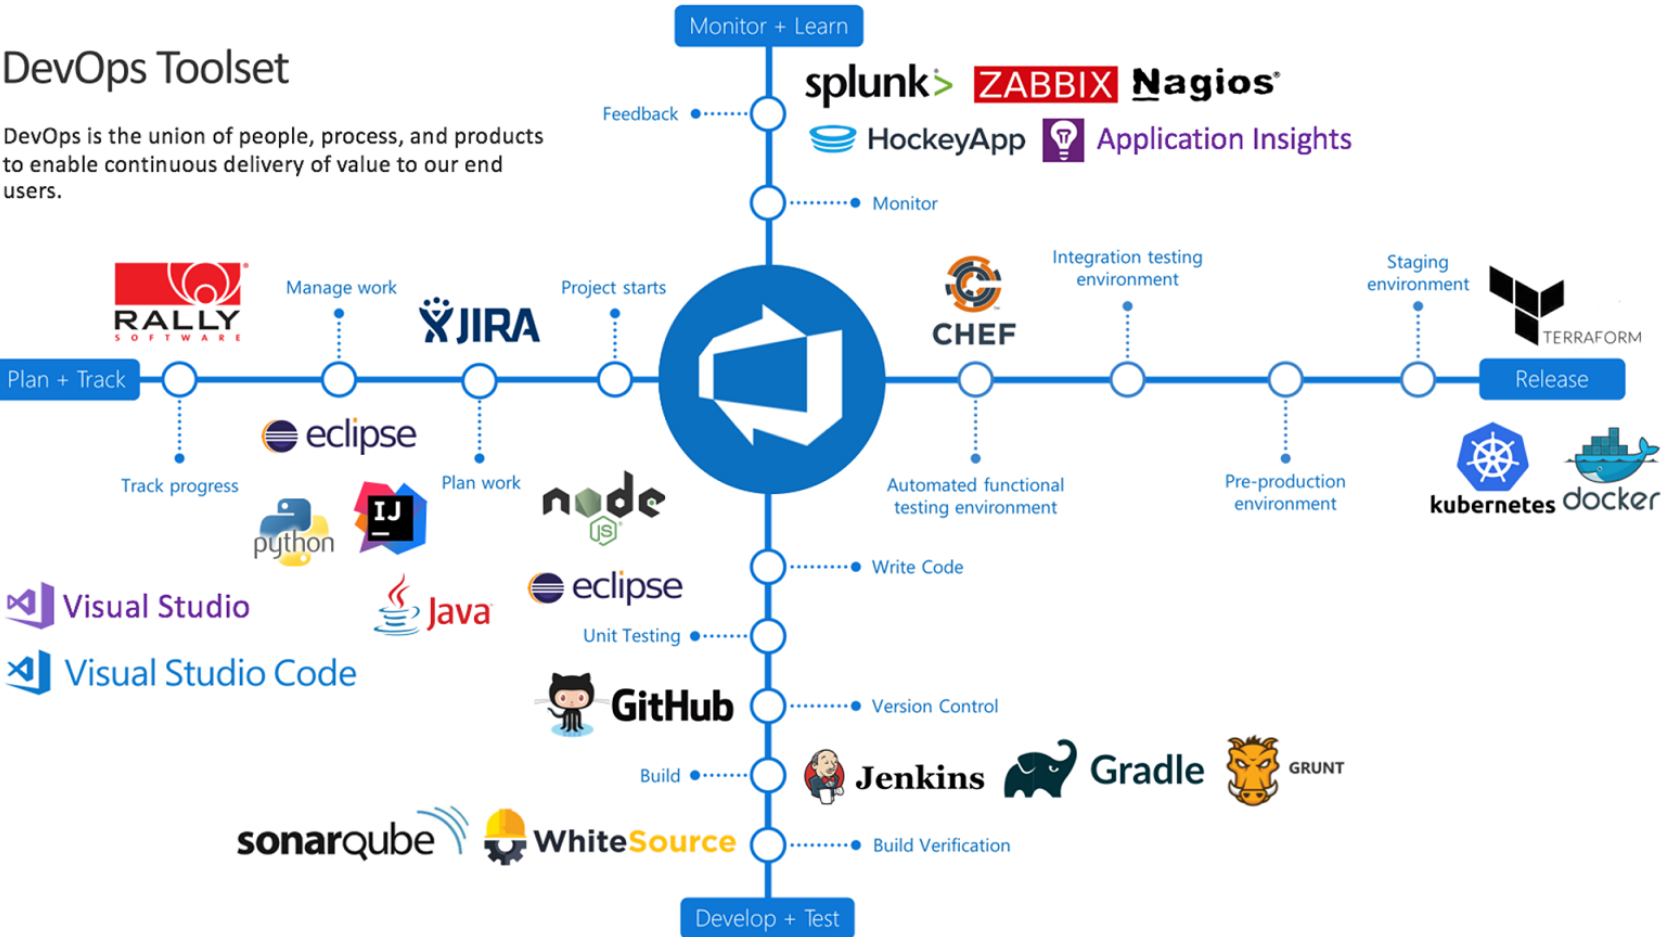 Monitor + Learn
DevOps Toolset
splunk>
ZABBIX
Nagios®
Feedback
HockeyApp
Application Insights
DevOps is the union of people, process, and products
to enable continuous delivery of value to our end
users.
Monitor
RALLY®
SOFTWARE
Manage work
JIRA
Project starts
CHEF™
Integration testing
environment
Staging
environment
TERRAFORM
Plan + Track
Release
eclipse
Track progress
Plan work
Automated functional
testing environment
Pre-production
environment
kubernetes
docker
python
IJ
node
JS®
Write Code
Visual Studio
Java
eclipse
Unit Testing
Visual Studio Code
GitHub
Version Control
Build
Jenkins
Gradle
GRUNT
sonarqube
WhiteSource
Build Verification
Develop + Test